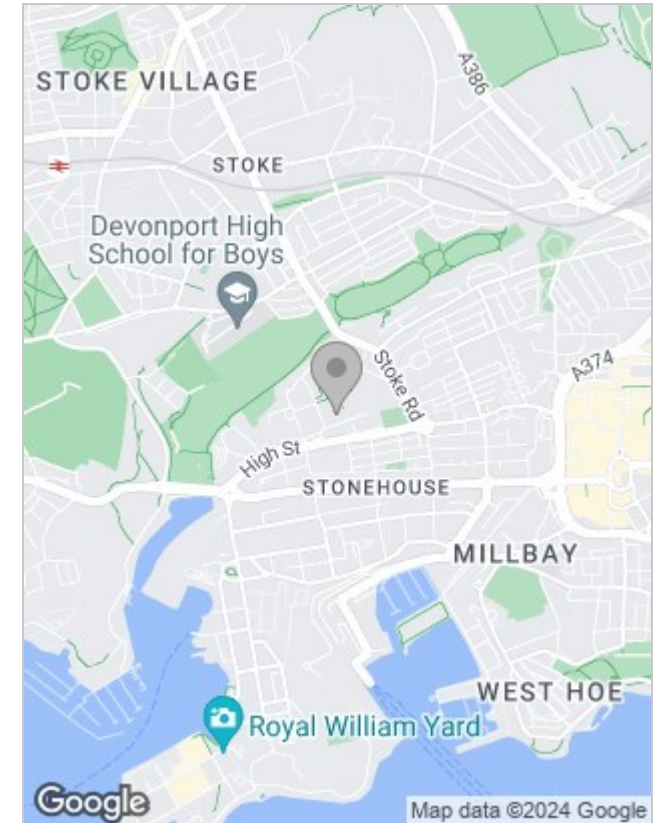 STOKE VILLAGE
A386
STOKE
Devonport High
School for Boys
Stoke Rd
A374
High St
STONEHOUSE
MILLBAY
WEST HOE
Royal William Yard
Google
Map data ©2024 Google